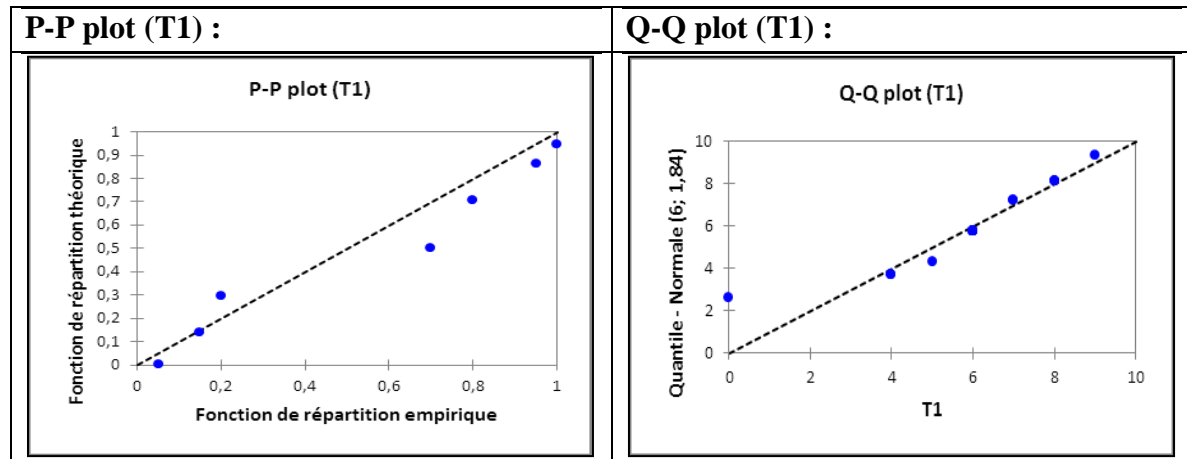 P-P plot (T1) :
Q-Q plot (T1) :
P-P plot (T1)
Fonction de répartition théorique
1
0,9
0,8
0,7
0,6
0,5
0,4
0,3
0,2
0,1
0
0 0,2 0,4 0,6 0,8 1
Fonction de répartition empirique
Q-Q plot (T1)
Quantile - Normale (6; 1,84)
10
8
6
4
2
0
0 2 4 6 8 10
T1